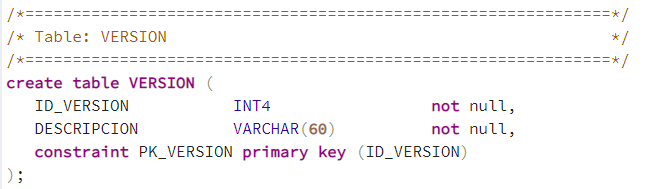 /*==============================================================*/
/* Table: VERSION                                               */
/*==============================================================*/
create table VERSION (
   ID_VERSION           INT4                 not null,
   DESCRIPCION          VARCHAR(60)          not null,
   constraint PK_VERSION primary key (ID_VERSION)
);